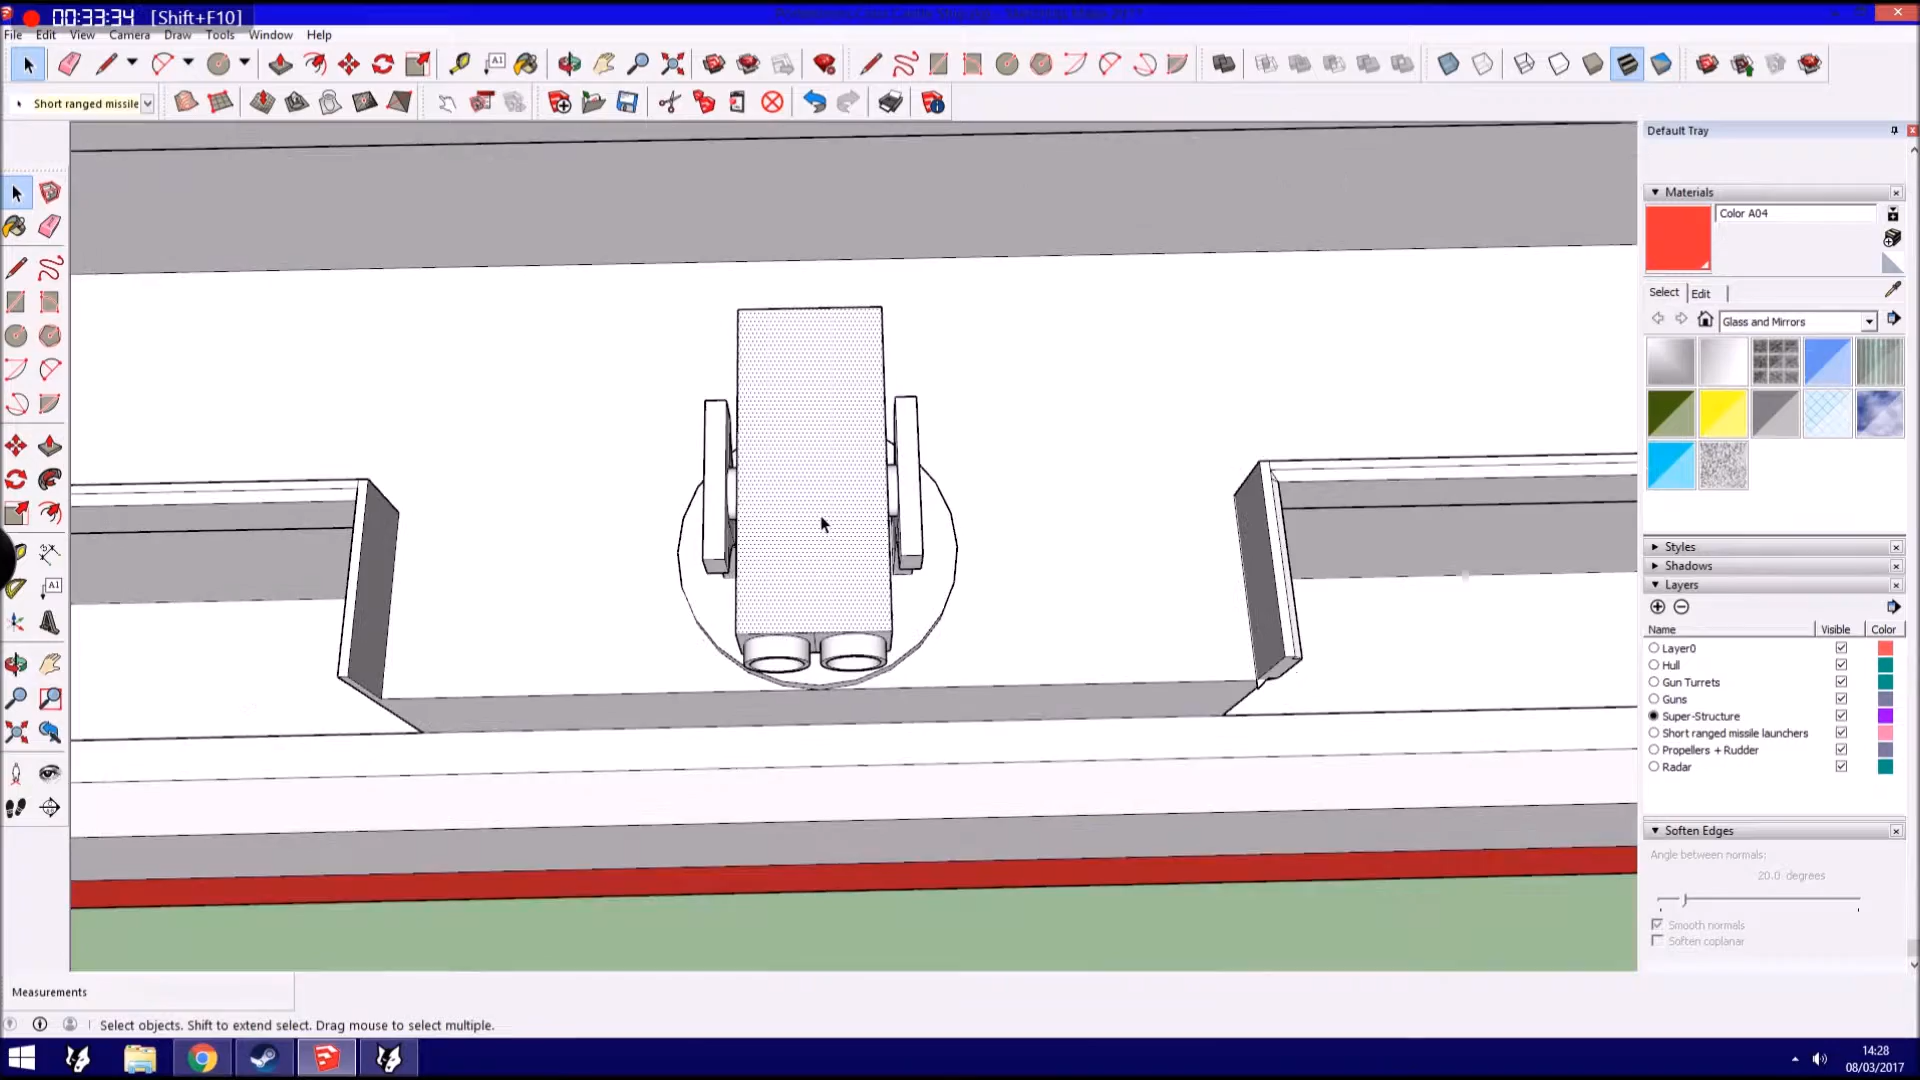 00:33:34 [Shift+F10]
File Edit View Camera Draw Tools Window Help
A1
Short ranged missile
Default Tray
Materials
Color A04
Select Edit
Glass and Mirrors
A1
Styles
Shadows
Layers
Name Visible Color
Layer0
Hull
Gun Turrets
Guns
Super-Structure
Short ranged missile launchers
Propellers + Rudder
Radar
Soften Edges
Angle between normals:
20.0 degrees
Smooth normals
Soften coplanar
Measurements
Select objects. Shift to extend select. Drag mouse to select multiple.
14:28
08/03/2017